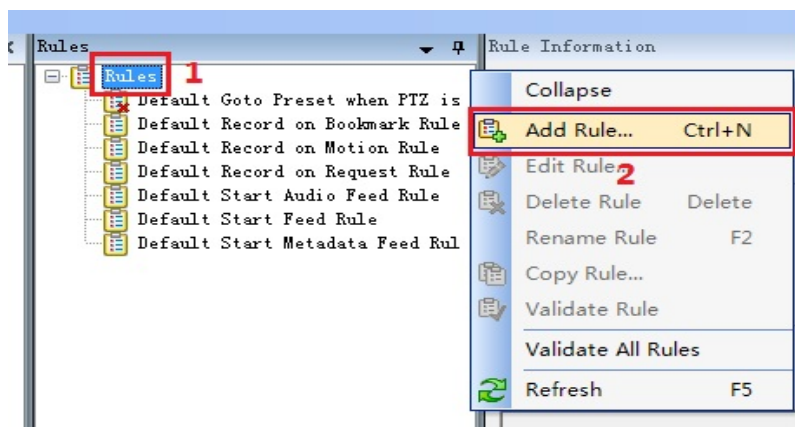 Rules
Rule Information
Rules
1
Default Goto Preset when PTZ is
Default Record on Bookmark Rule
Default Record on Motion Rule
Default Record on Request Rule
Default Start Audio Feed Rule
Default Start Feed Rule
Default Start Metadata Feed Rul
Collapse
Add Rule... Ctrl+N
Edit Rule
2
Delete Rule Delete
Rename Rule F2
Copy Rule...
Validate Rule
Validate All Rules
Refresh F5